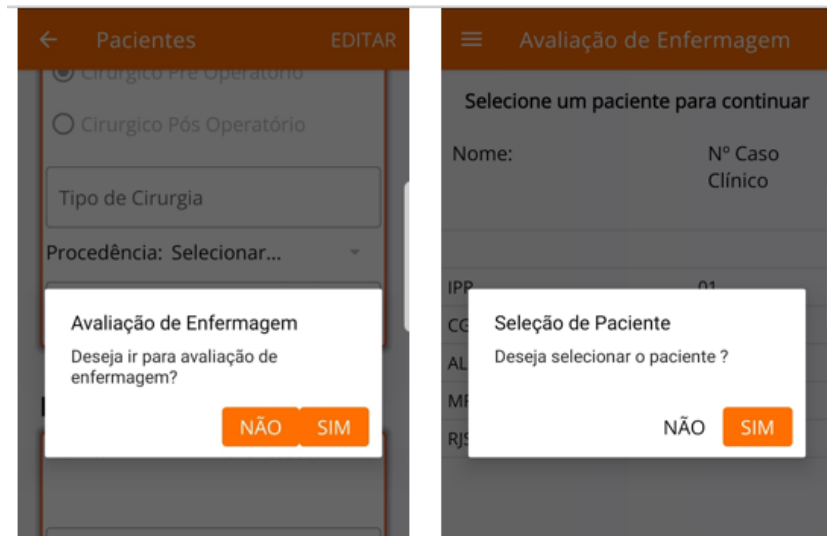 Pacientes EDITAR
Cirurgico Pré Operatório
Cirurgico Pós Operatório
Tipo de Cirurgia
Procedência: Selecionar...
Avaliação de Enfermagem
Deseja ir para avaliação de
enfermagem?
NÃO SIM
Avaliação de Enfermagem
Selecione um paciente para continuar
Nome: Nº Caso
Clínico
IPP 01
CG
AL
MF
RJS
Seleção de Paciente
Deseja selecionar o paciente ?
NÃO SIM